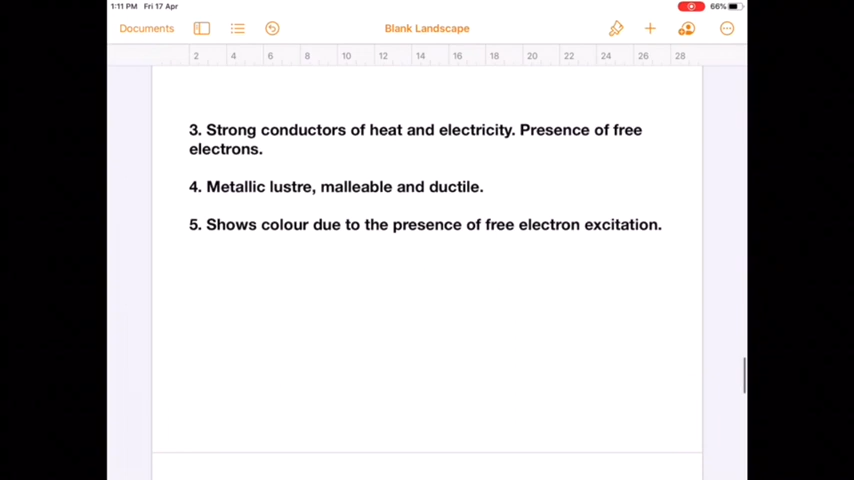 1:11 PM Fri 17 Apr
66%
Documents
Blank Landscape
2 4 6 8 10 12 14 16 18 20 22 24 26 28
3. Strong conductors of heat and electricity. Presence of free
electrons.
4. Metallic lustre, malleable and ductile.
5. Shows colour due to the presence of free electron excitation.